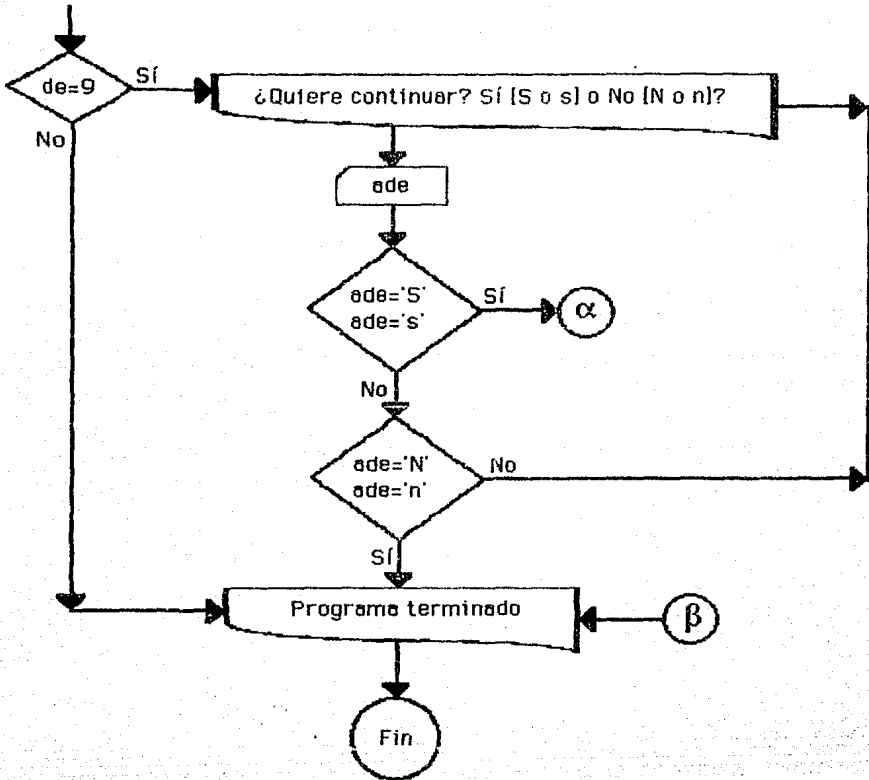 de=9
Sí
No
¿Quiere continuar? Sí (S o s) o No (N o n)?
ade
ade='S'
ade='s'
Sí
α
No
ade='N'
ade='n'
No
Sí
Programa terminado
β
Fin